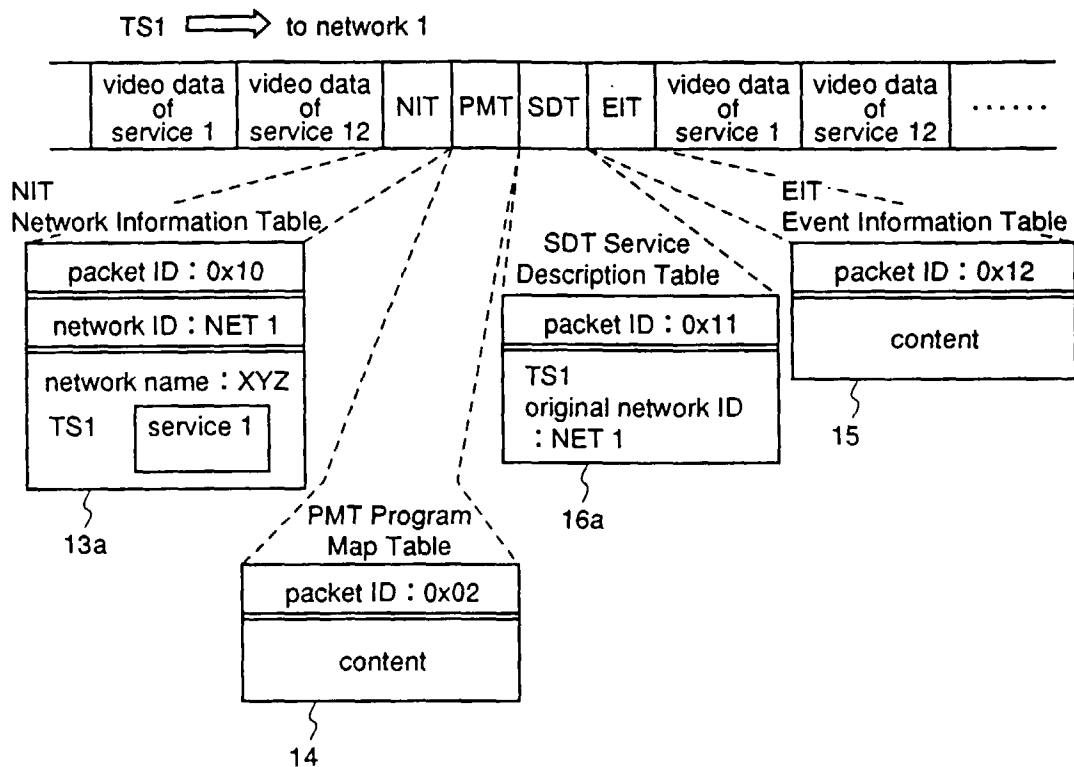 TS1 to network 1
video data of service 1
video data of service 12
NIT
PMT
SDT
EIT
video data of service 1
video data of service 12
......
NIT
Network Information Table
packet ID : 0x10
network ID : NET 1
network name : XYZ
TS1
service 1
13a
PMT Program
Map Table
packet ID : 0x02
content
14
SDT Service
Description Table
packet ID : 0x11
TS1
original network ID
: NET 1
16a
EIT
Event Information Table
packet ID : 0x12
content
15